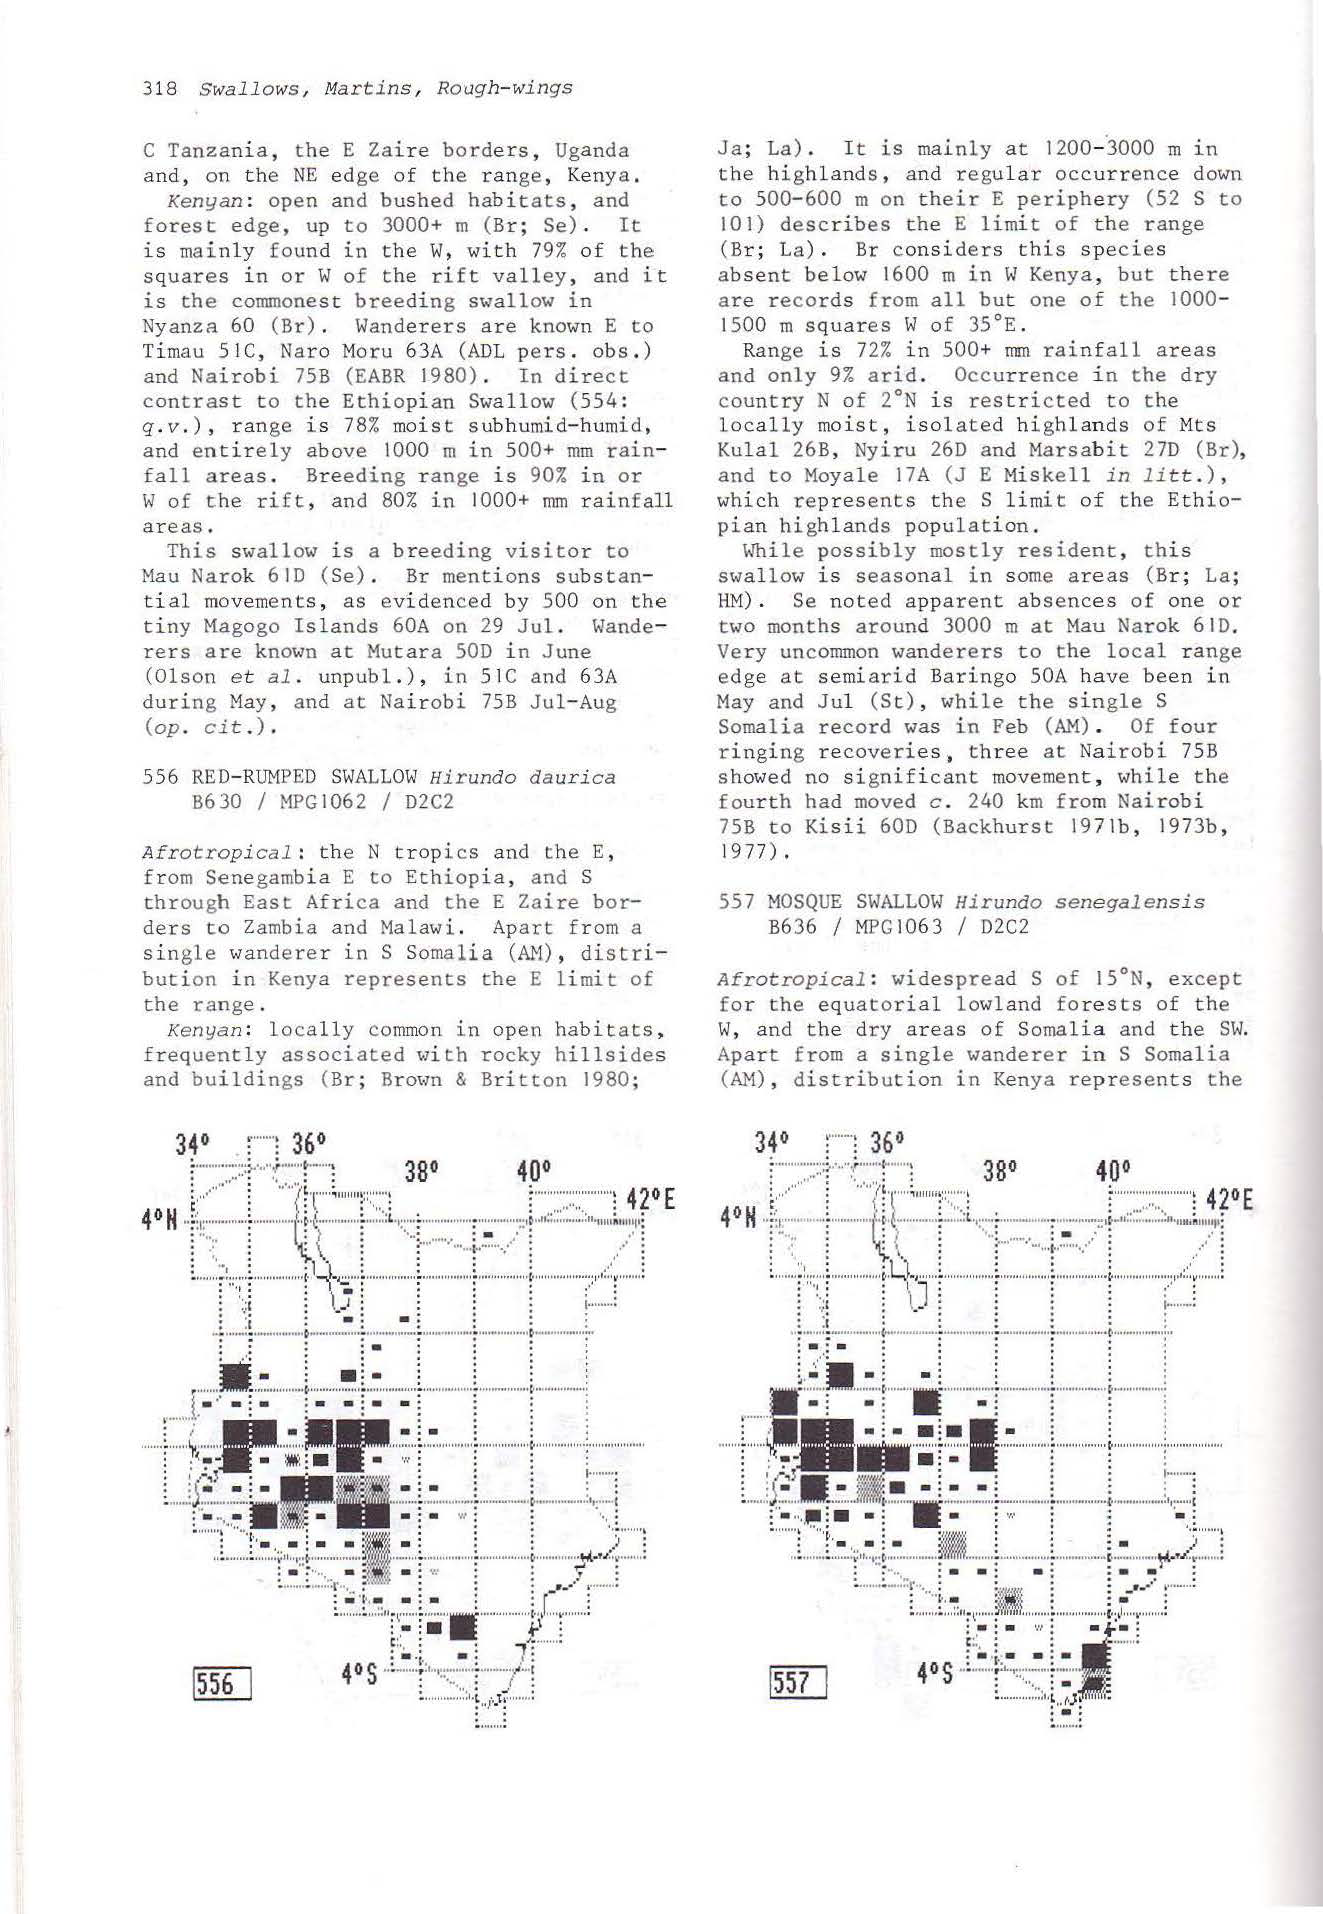 318 Swallows, Martins, Rough-wings
C Tanzania, the E Zaire borders, Uganda
and, on the NE edge of the range, Kenya.
Kenyan: open and bushed habitats, and
forest edge, up to 3000+ m (Br; Se). It
is mainly found in the W, with 79% of the
squares in or W of the rift valley, and it
is the commonest breeding swallow in
Nyanza 60 (Br). Wanderers are known E to
Timau 51C, Naro Moru 63A (ADL pers. obs.)
and Nairobi 75B (EABR 1980). In direct
contrast to the Ethiopian Swallow (554:
q.v.), range is 78% moist subhumid-humid,
and entirely above 1000 m in 500+ mm rain-
fall areas. Breeding range is 90% in or
W of the rift, and 80% in 1000+ mm rainfall
areas.
This swallow is a breeding visitor to
Mau Narok 61D (Se). Br mentions substan-
tial movements, as evidenced by 500 on the
tiny Magogo Islands 60A on 29 Jul. Wande-
rers are known at Mutara 50D in June
(Olson et al. unpubl.), in 51C and 63A
during May, and at Nairobi 75B Jul-Aug
(op. cit.).
556 RED-RUMPED SWALLOW Hirundo daurica
B630 / MPG1062 / D2C2
Afrotropical: the N tropics and the E,
from Senegambia E to Ethiopia, and S
through East Africa and the E Zaire bor-
ders to Zambia and Malawi. Apart from a
single wanderer in S Somalia (AM), distri-
bution in Kenya represents the E limit of
the range.
Kenyan: locally common in open habitats,
frequently associated with rocky hillsides
and buildings (Br; Brown & Britton 1980;
Ja; La). It is mainly at 1200-3000 m in
the highlands, and regular occurrence down
to 500-600 m on their E periphery (52 S to
101) describes the E limit of the range
(Br; La). Br considers this species
absent below 1600 m in W Kenya, but there
are records from all but one of the 1000-
1500 m squares W of 35°E.
Range is 72% in 500+ mm rainfall areas
and only 9% arid. Occurrence in the dry
country N of 2°N is restricted to the
locally moist, isolated highlands of Mts
Kulal 26B, Nyiru 26D and Marsabit 27D (Br),
and to Moyale 17A (J E Miskell in litt.),
which represents the S limit of the Ethio-
pian highlands population.
While possibly mostly resident, this
swallow is seasonal in some areas (Br; La;
HM). Se noted apparent absences of one or
two months around 3000 m at Mau Narok 61D.
Very uncommon wanderers to the local range
edge at semiarid Baringo 50A have been in
May and Jul (St), while the single S
Somalia record was in Feb (AM). Of four
ringing recoveries, three at Nairobi 75B
showed no significant movement, while the
fourth had moved c. 240 km from Nairobi
75B to Kisii 60D (Backhurst 1971b, 1973b,
1977).
557 MOSQUE SWALLOW Hirundo senegalensis
B636 / MPG1063 / D2C2
Afrotropical: widespread S of 15°N, except
for the equatorial lowland forests of the
W, and the dry areas of Somalia and the SW.
Apart from a single wanderer in S Somalia
(AM), distribution in Kenya represents the
34° 36°
38° 40°
42°E
4°N
4°S
556
34° 36°
38° 40°
42°E
4°N
4°S
557